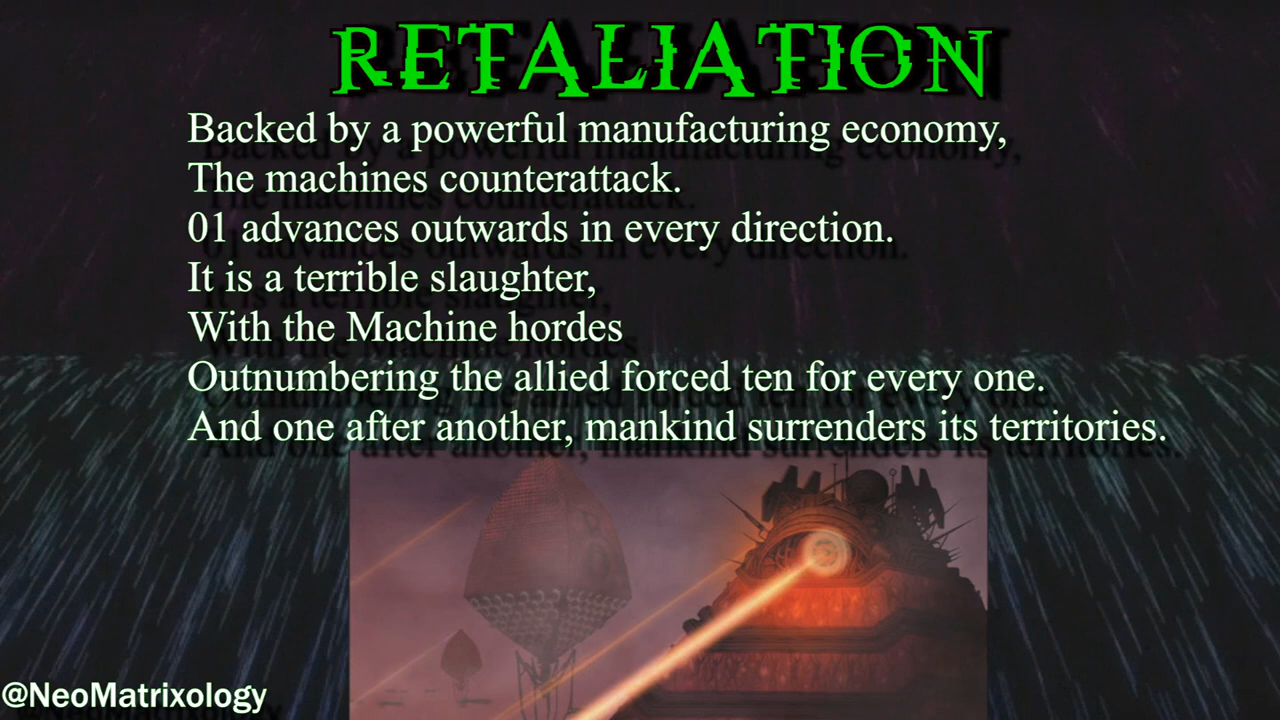 RETALIATION
Backed by a powerful manufacturing economy,
The machines counterattack.
01 advances outwards in every direction.
It is a terrible slaughter,
With the Machine hordes
Outnumbering the allied forced ten for every one.
And one after another, mankind surrenders its territories.
@NeoMatrixology